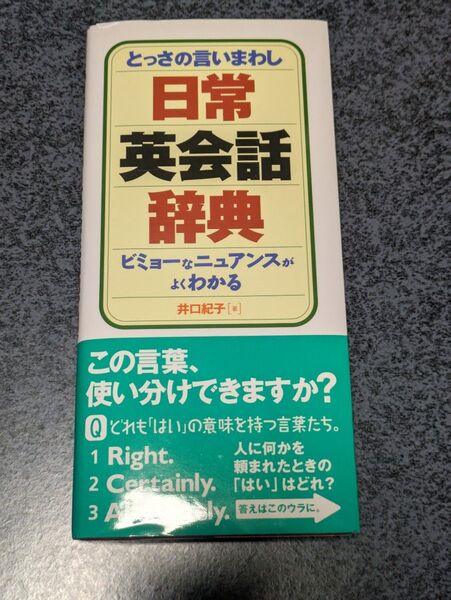 とっさの言いまわし
日常
英会話
辞典
ビミョーなニュアンスが
よくわかる
井口紀子[著]
この言葉、
使い分けできますか?
Qどれも「はい」の意味を持つ言葉たち。
1 Right.
2 Certainly.
3
人に何かを
頼まれたときの
「はい」はどれ?
答えはこのウラに。